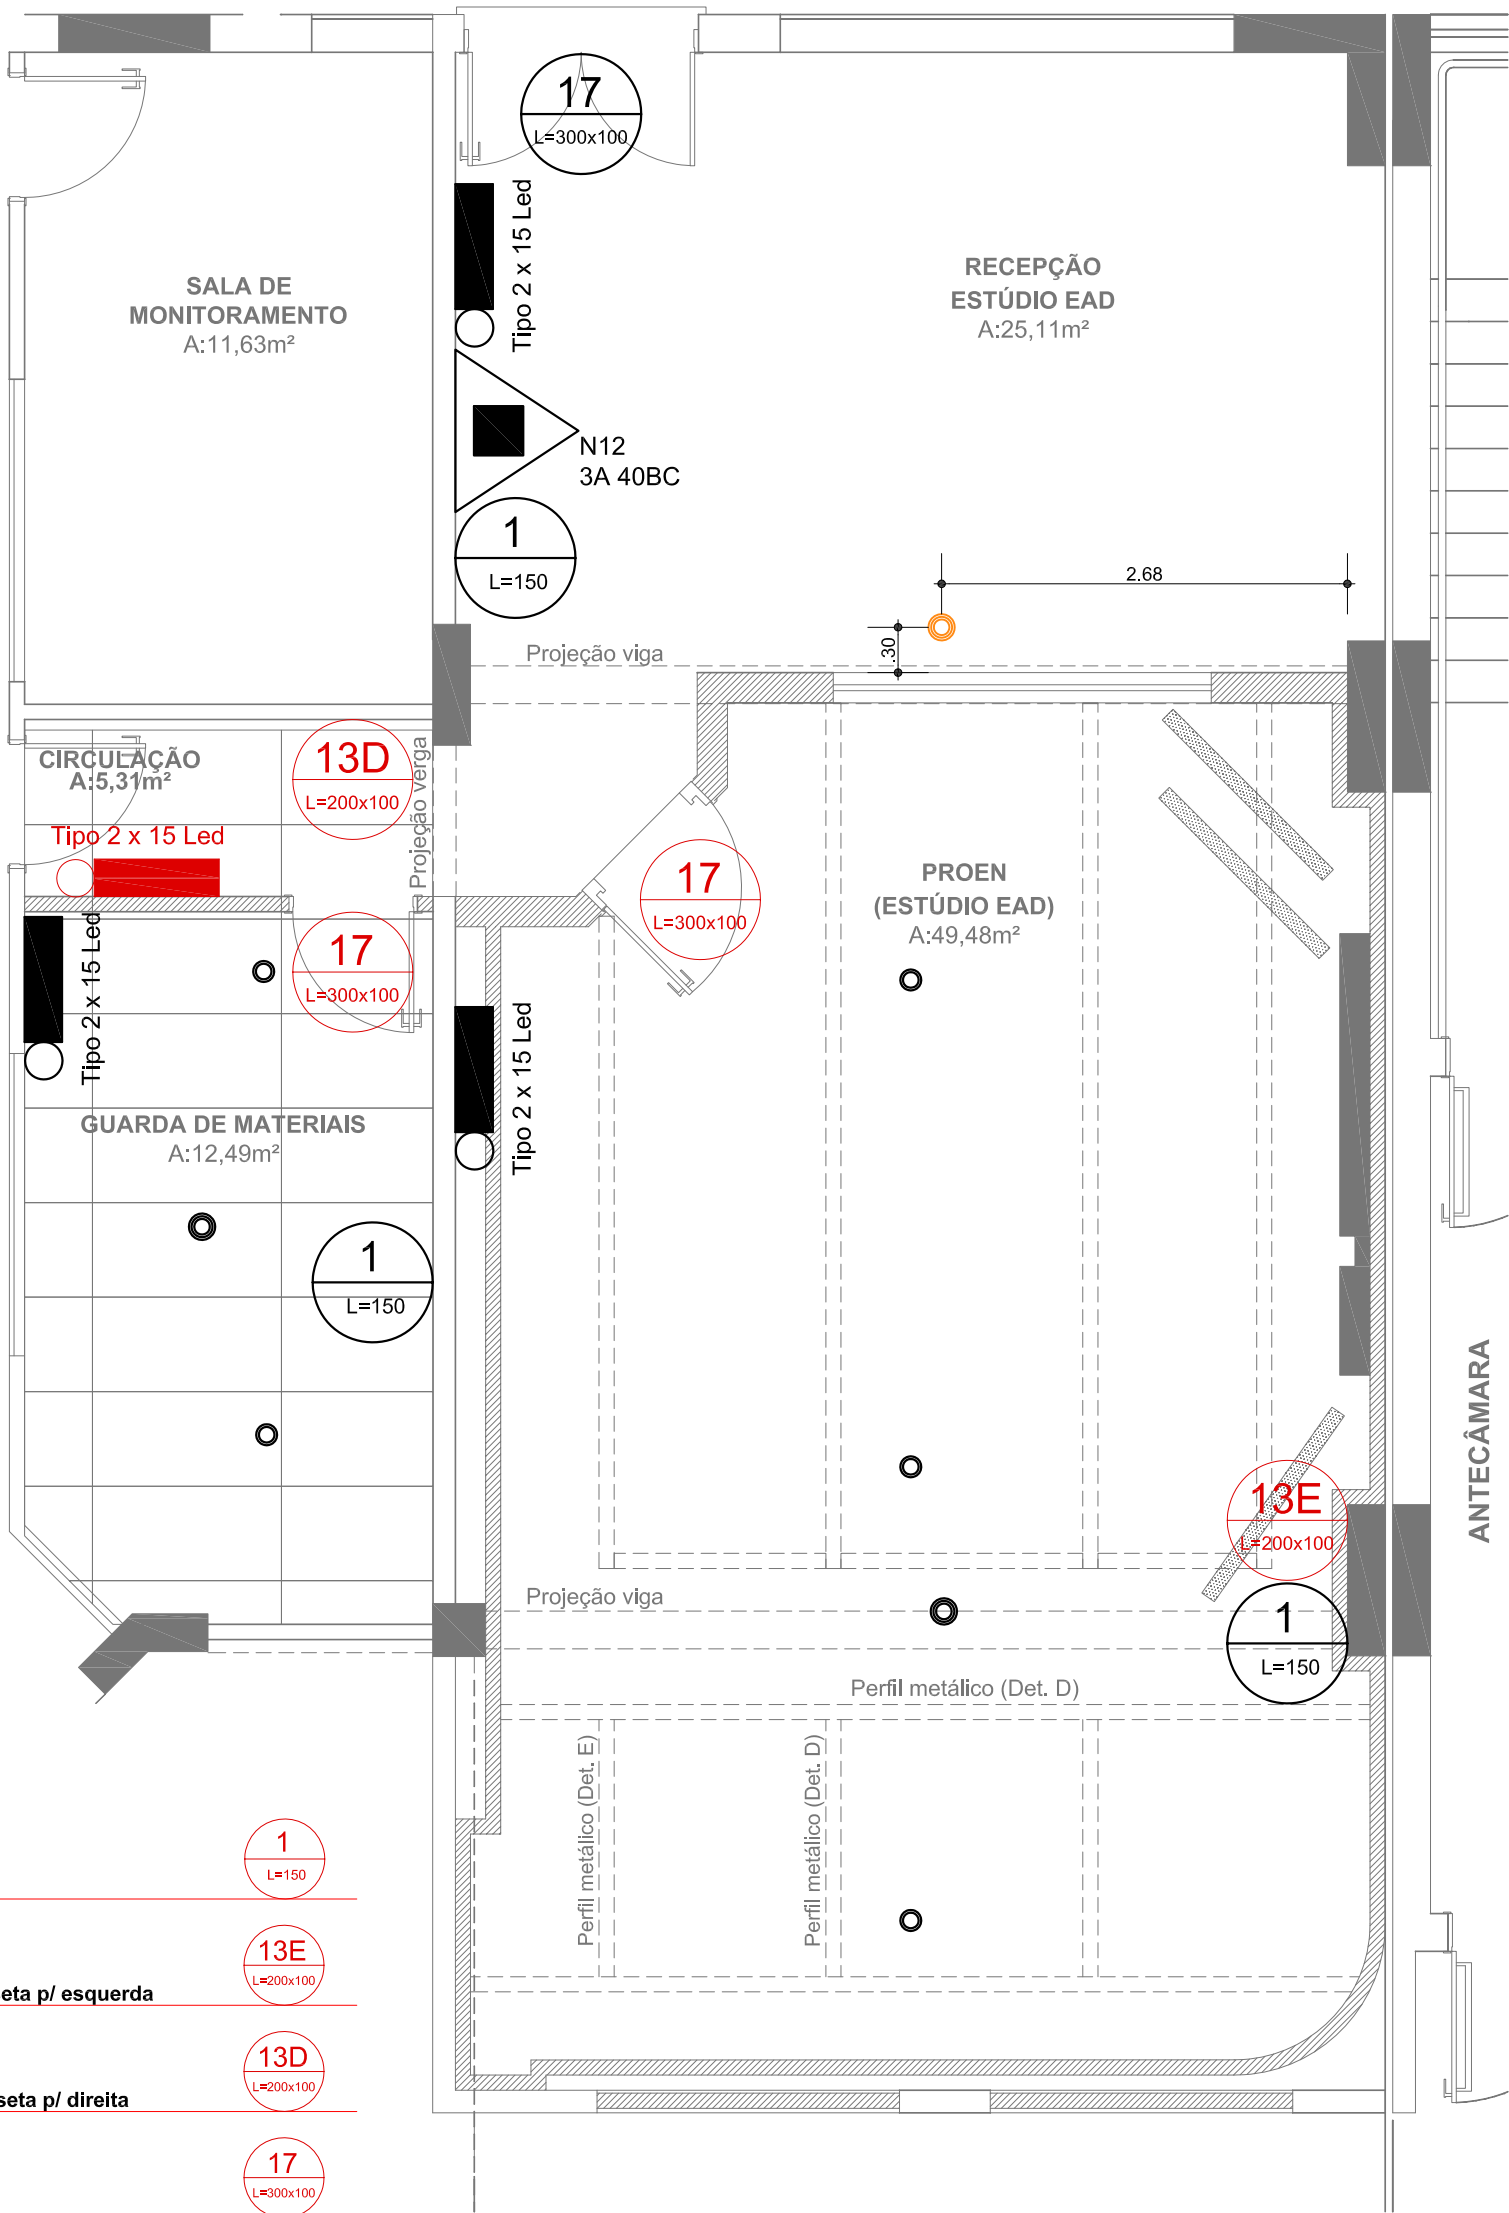 17
L=300x100
Tipo 2 x 15 Led
SALA DE
MONITORAMENTO
A:11,63m²
RECEPÇÃO
ESTÚDIO EAD
A:25,11m²
N12
3A 40BC
1
L=150
2.68
.30
Projeção viga
CIRCULAÇÃO
A:5,31m²
13D
L=200x100
Projeção verga
Tipo 2 x 15 Led
17
L=300x100
PROEN
(ESTÚDIO EAD)
A:49,48m²
17
L=300x100
Tipo 2 x 15 Led
Tipo 2 x 15 Led
GUARDA DE MATERIAIS
A:12,49m²
1
L=150
ANTECÂMARA
13E
L=200x100
Projeção viga
1
L=150
Perfil metálico (Det. D)
Perfil metálico (Det. E)
Perfil metálico (Det. D)
1
L=150
13E
L=200x100
eta p/ esquerda
13D
L=200x100
seta p/ direita
17
L=300x100